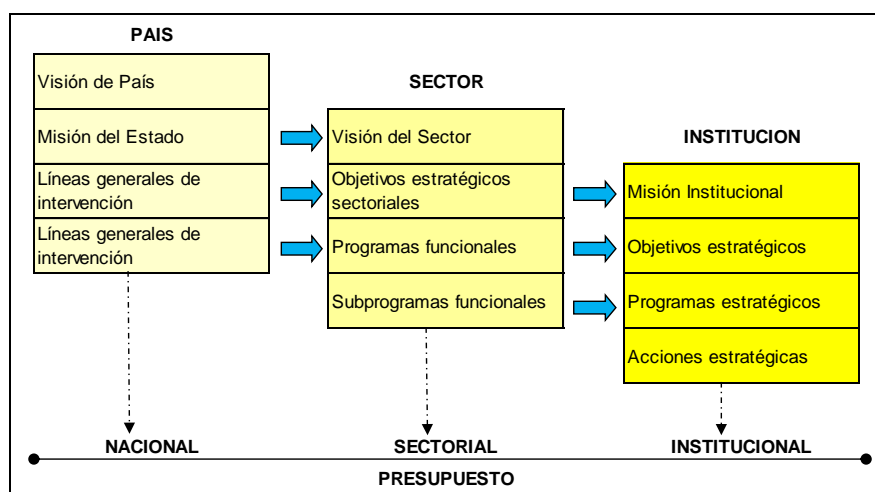 PAIS
Visión de País
Misión del Estado
Líneas generales de
intervención
Líneas generales de
intervención
SECTOR
Visión del Sector
Objetivos estratégicos
sectoriales
Programas funcionales
Subprogramas funcionales
INSTITUCION
Misión Institucional
Objetivos estratégicos
Programas estratégicos
Acciones estratégicas
NACIONAL
SECTORIAL
INSTITUCIONAL
PRESUPUESTO